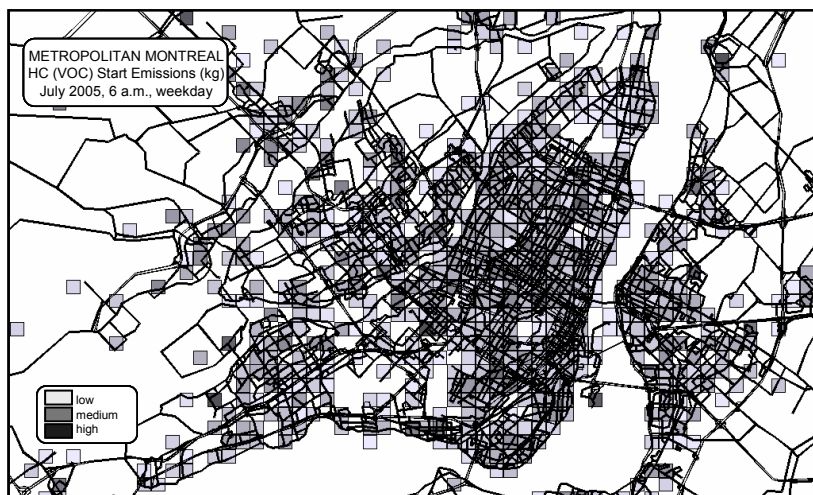 METROPOLITAN MONTREAL
HC (VOC) Start Emissions (kg)
July 2005, 6 a.m., weekday
low
medium
high